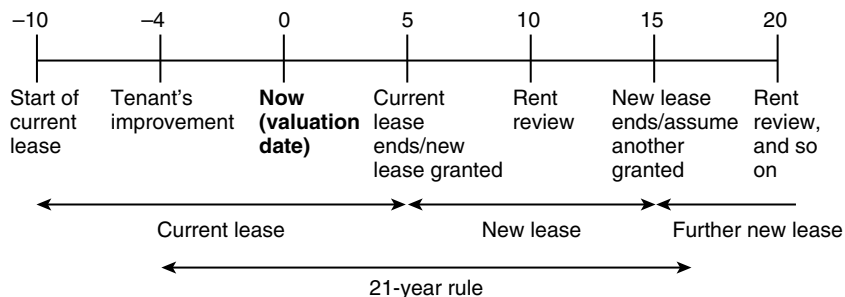 –10 –4 0 5 10 15 20
Start of current lease
Tenant's improvement
Now (valuation date)
Current lease ends/new lease granted
Rent review
New lease ends/assume another granted
Rent review, and so on
Current lease New lease Further new lease
21-year rule